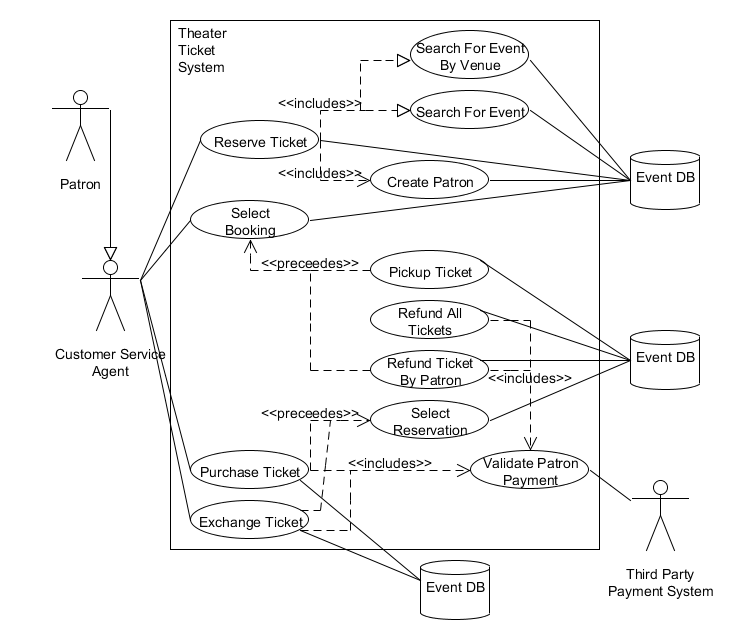 Theater
Ticket
System
Search For Event
By Venue
<<includes>>
Search For Event
Reserve Ticket
<<includes>>
Create Patron
Event DB
Patron
Select
Booking
<<preceedes>>
Pickup Ticket
Refund All
Tickets
Customer Service
Agent
Refund Ticket
By Patron
<<includes>>
Event DB
<<preceedes>>
Select
Reservation
Purchase Ticket
<<includes>>
Validate Patron
Payment
Exchange Ticket
Event DB
Third Party
Payment System